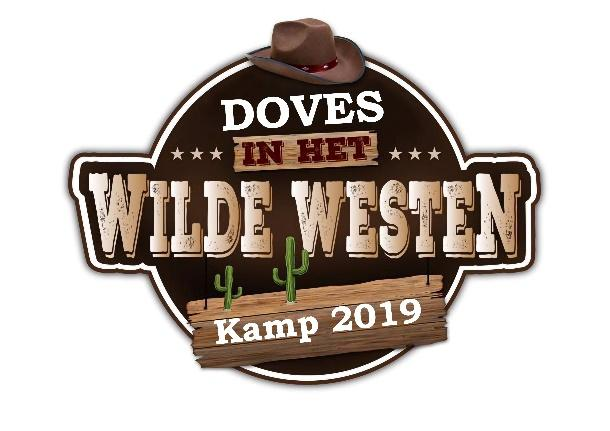 DOVES
IN HET
WILDE WESTEN
Kamp 2019